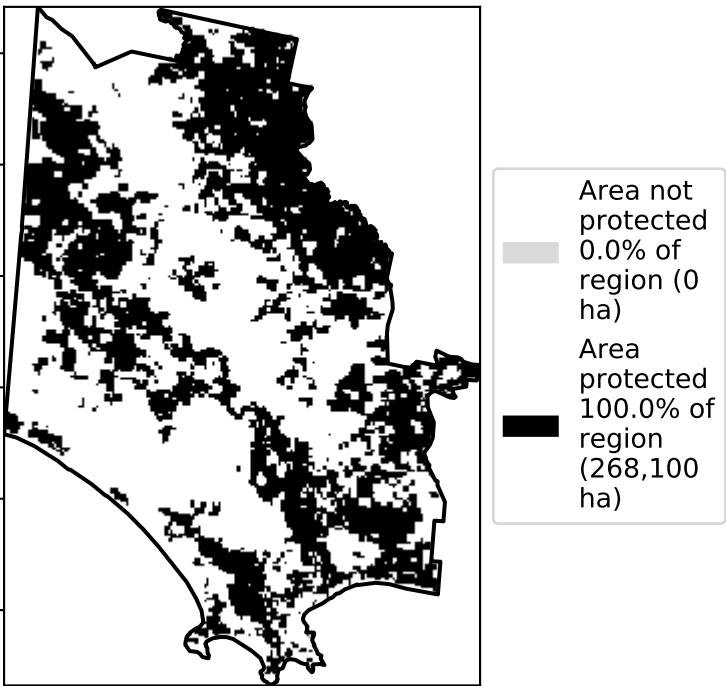 Area not
protected
0.0% of
region (0
ha)
Area
protected
100.0% of
region
(268,100
ha)